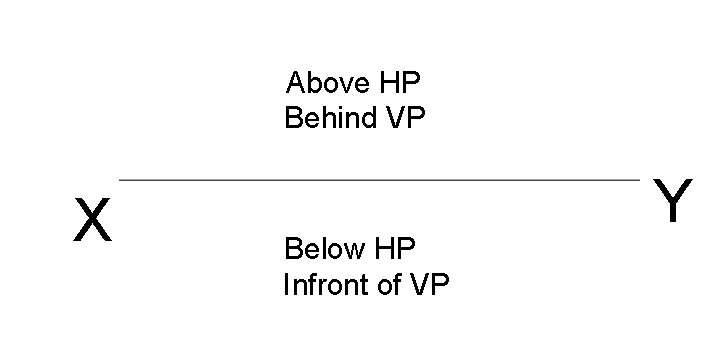 Above HP
Behind VP
X
Y
Below HP
Infront of VP